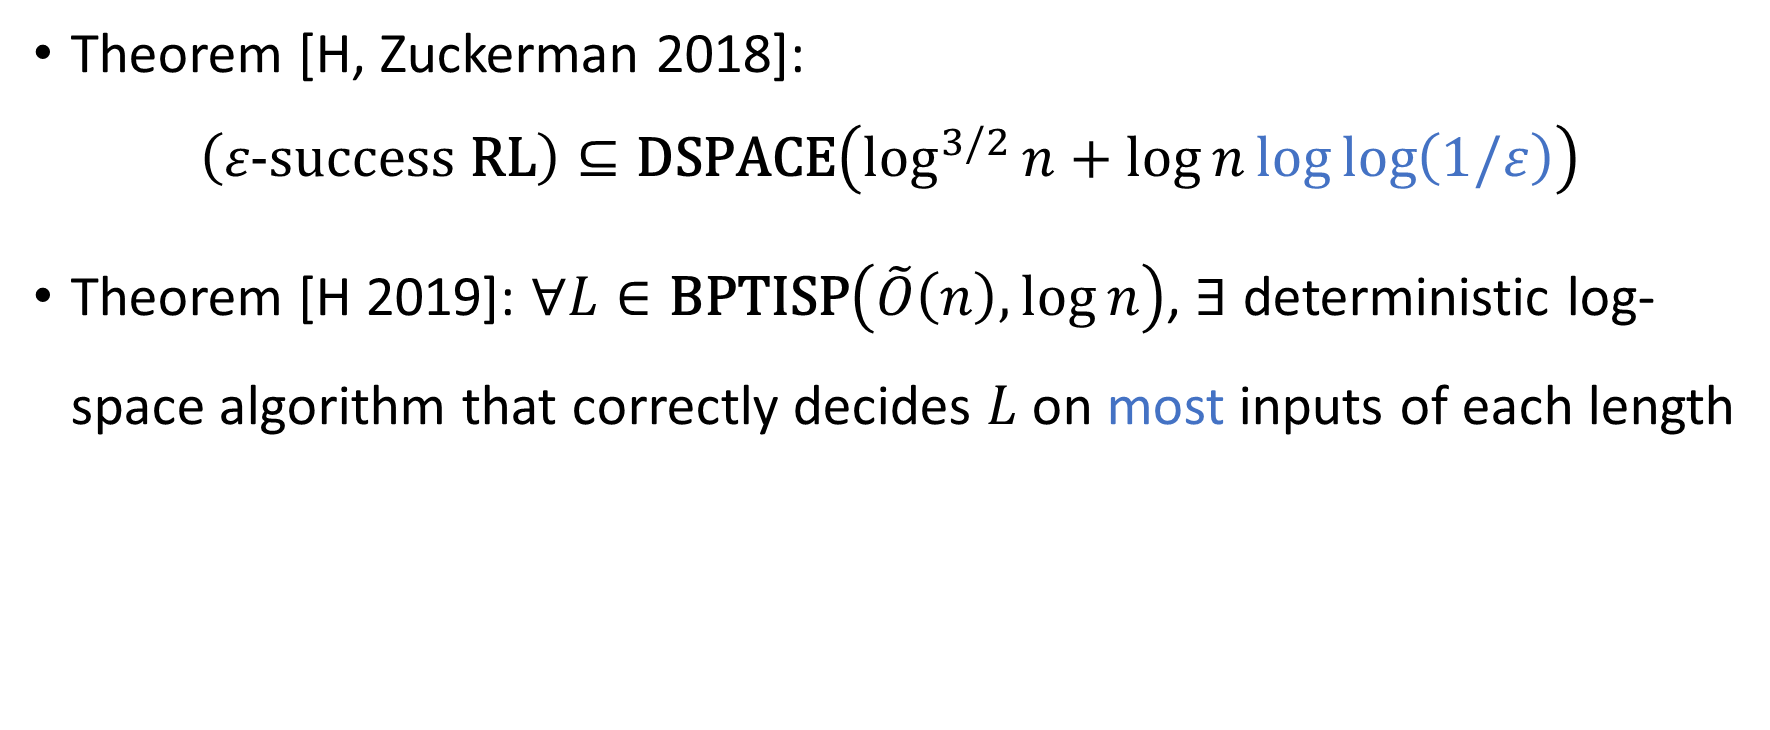 • Theorem [H, Zuckerman 2018]:
(ε-success RL) ⊆ DSPACE(log^{3/2} n + log n log log(1/ε))
• Theorem [H 2019]: ∀L ∈ BPTISP(Õ(n), log n), ∃ deterministic log-
space algorithm that correctly decides L on most inputs of each length